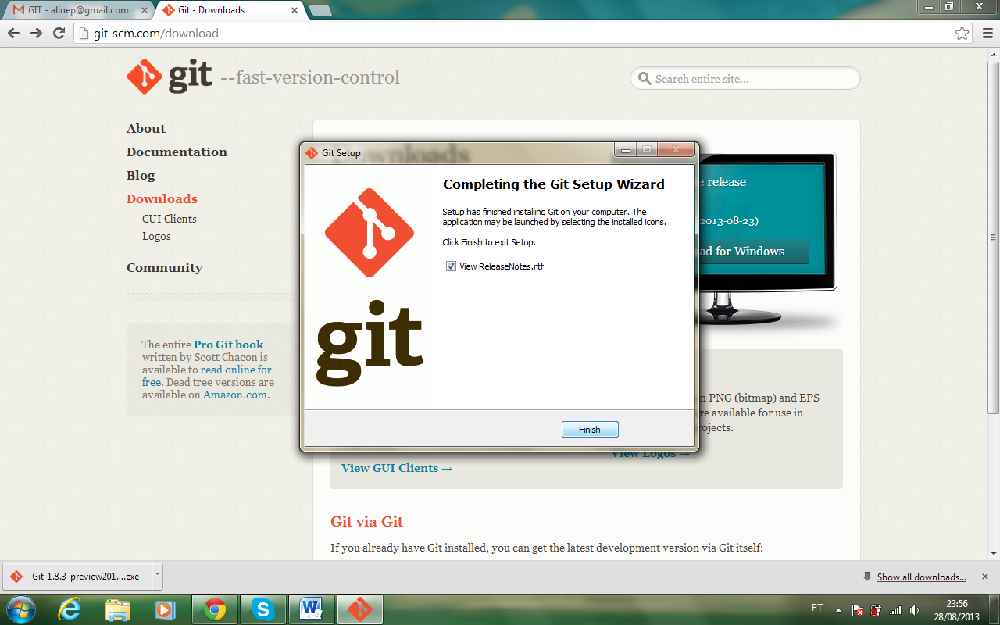 GIT - alinep@gmail.com -
Git - Downloads
git-scm.com/download
git --fast-version-control
Search entire site...
About
Documentation
Blog
Downloads
GUI Clients
Logos
Community
The entire Pro Git book
written by Scott Chacon is
available to read online for
free. Dead tree versions are
available on Amazon.com.
Downloads
Git Setup
Completing the Git Setup Wizard
Setup has finished installing Git on your computer. The
application may be launched by selecting the installed icons.
Click Finish to exit Setup.
View ReleaseNotes.rtf
git
Finish
release
2013-08-23)
for Windows
PNG (bitmap) and EPS
are available for use in
View Logos →
View GUI Clients →
Git via Git
If you already have Git installed, you can get the latest development version via Git itself:
Git-1.8.3-preview201....exe
Show all downloads...
PT
23:56
28/08/2013